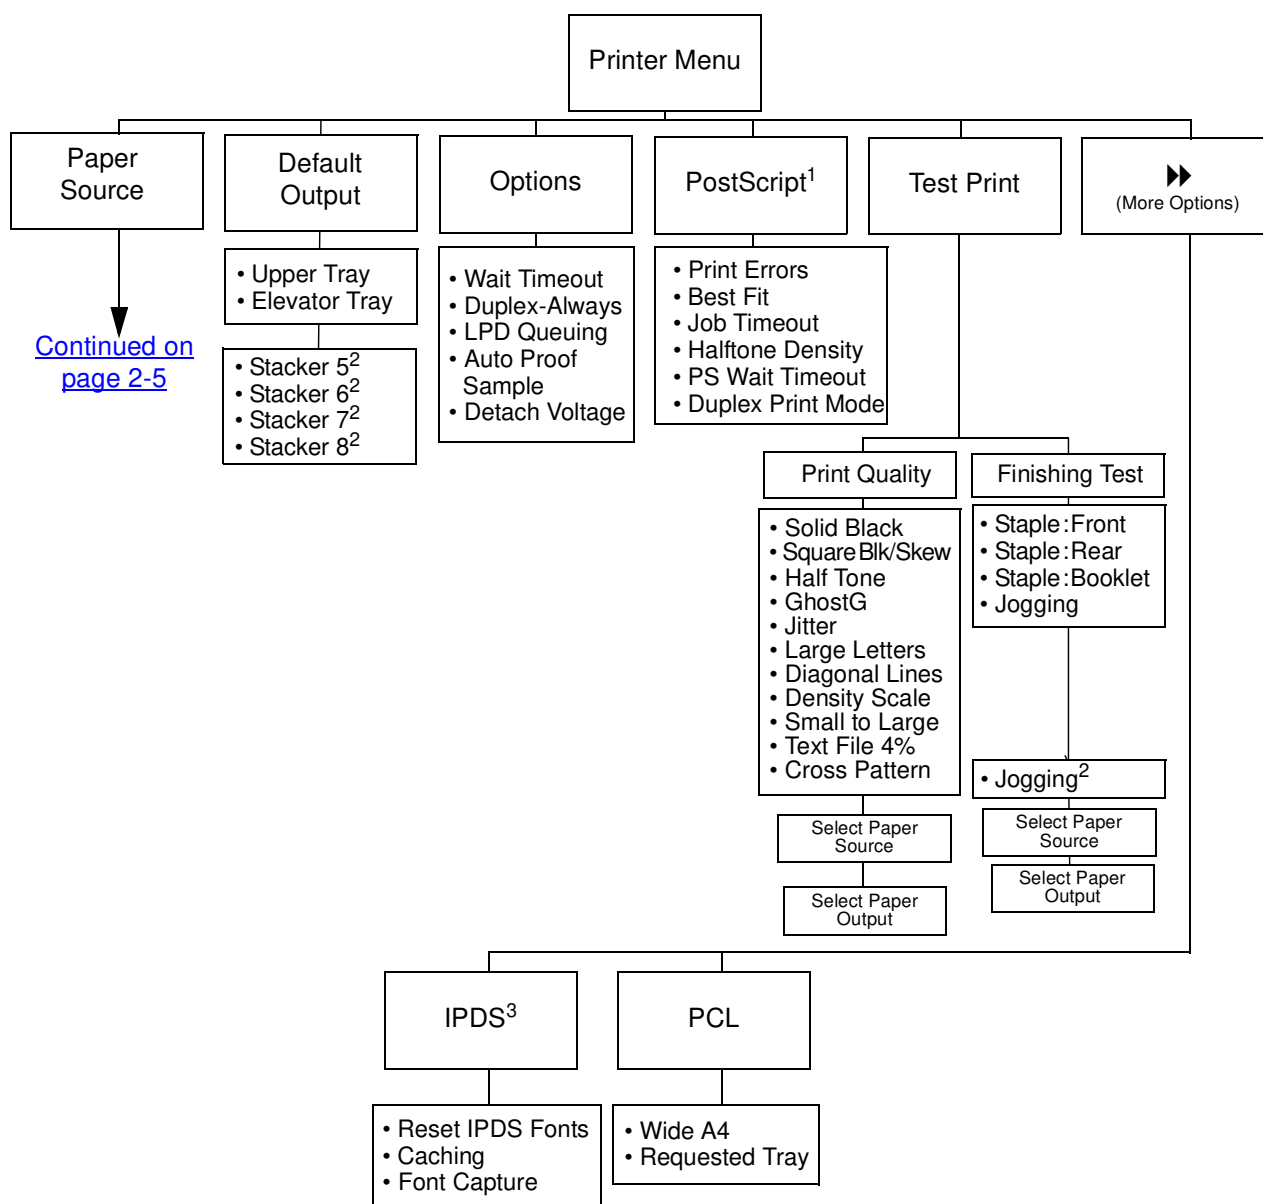 Printer Menu
Paper
Source
Default
Output
Options
PostScript1
Test Print
(More Options)
Continued on
page 2-5
• Upper Tray
• Elevator Tray
• Stacker 52
• Stacker 62
• Stacker 72
• Stacker 82
• Wait Timeout
• Duplex-Always
• LPD Queuing
• Auto Proof
Sample
• Detach Voltage
• Print Errors
• Best Fit
• Job Timeout
• Halftone Density
• PS Wait Timeout
• Duplex Print Mode
Print Quality
• Solid Black
• Square Blk/Skew
• Half Tone
• GhostG
• Jitter
• Large Letters
• Diagonal Lines
• Density Scale
• Small to Large
• Text File 4%
• Cross Pattern
Select Paper
Source
Select Paper
Output
Finishing Test
• Staple:Front
• Staple:Rear
• Staple:Booklet
• Jogging
• Jogging2
Select Paper
Source
Select Paper
Output
IPDS3
• Reset IPDS Fonts
• Caching
• Font Capture
PCL
• Wide A4
• Requested Tray